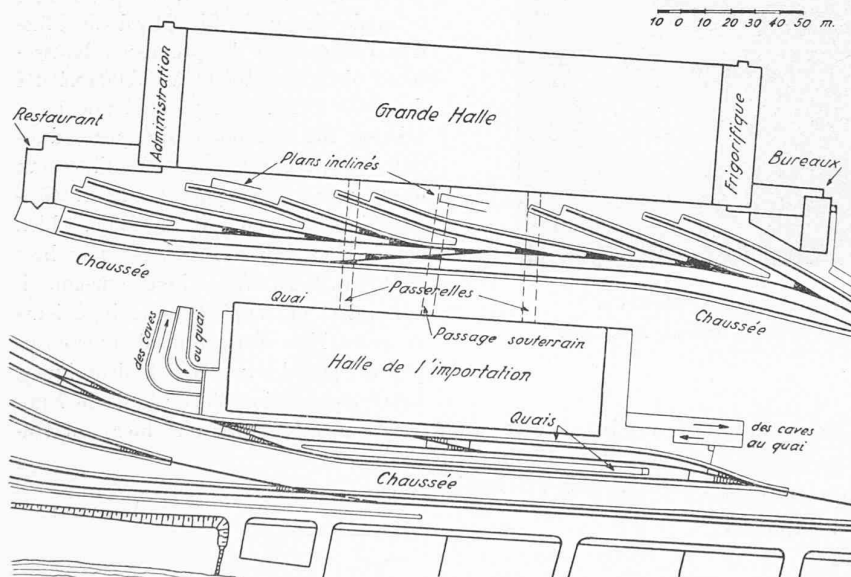 10 0 10 20 30 40 50 m.
Administration
Grande Halle
Frigorifique
Restaurant
Bureaux
Plans inclinés
Chaussée
Quai
Passerelles
Chaussée
Passage souterrain
des caves
au quai
Halle de l'importation
Quais
des caves
au quai
Chaussée